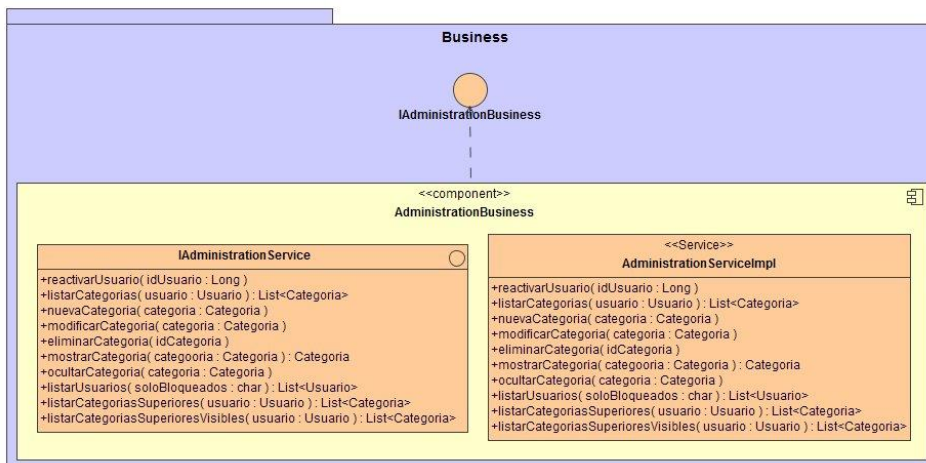 Business
IAdministrationBusiness
<<component>>
AdministrationBusiness
IAdministrationService
+reactivarUsuario( idUsuario : Long )
+listarCategorias( usuario : Usuario ) : List<Categoria>
+nuevaCategoria( categoria : Categoria )
+modificarCategoria( categoria : Categoria )
+eliminarCategoria( idCategoria )
+mostrarCategoria( categooria : Categoria ) : Categoria
+ocultarCategoria( categoria : Categoria )
+listarUsuarios( soloBloqueados : char ) : List<Usuario>
+listarCategoriasSuperiores( usuario : Usuario ) : List<Categoria>
+listarCategoriasSuperioresVisibles( usuario : Usuario ) : List<Categoria>
<<Service>>
AdministrationServiceImpl
+reactivarUsuario( idUsuario : Long )
+listarCategorias( usuario : Usuario ) : List<Categoria>
+nuevaCategoria( categoria : Categoria )
+modificarCategoria( categoria : Categoria )
+eliminarCategoria( idCategoria )
+mostrarCategoria( categooria : Categoria ) : Categoria
+ocultarCategoria( categoria : Categoria )
+listarUsuarios( soloBloqueados : char ) : List<Usuario>
+listarCategoriasSuperiores( usuario : Usuario ) : List<Categoria>
+listarCategoriasSuperioresVisibles( usuario : Usuario ) : List<Categoria>